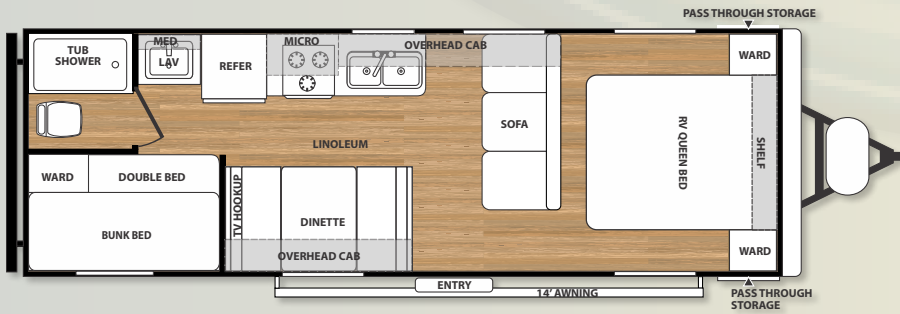 PASS THROUGH STORAGE
MED
LAV
TUB
SHOWER
REFER
MICRO
OVERHEAD CAB
WARD
SOFA
RV QUEEN BED
SHELF
LINOLEUM
WARD
DOUBLE BED
BUNK BED
TV HOOKUP
DINETTE
OVERHEAD CAB
WARD
ENTRY
14' AWNING
PASS THROUGH
STORAGE